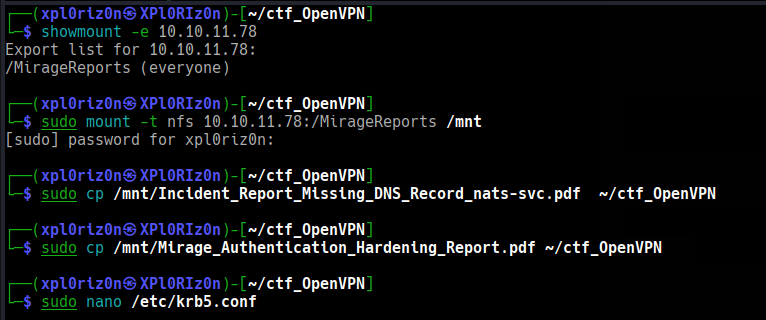 ┌──(xpl0riz0n㉿XPl0RIz0n)-[~/ctf_OpenVPN]
└─$ showmount -e 10.10.11.78
Export list for 10.10.11.78:
/MirageReports (everyone)
┌──(xpl0riz0n㉿XPl0RIz0n)-[~/ctf_OpenVPN]
└─$ sudo mount -t nfs 10.10.11.78:/MirageReports /mnt
[sudo] password for xpl0riz0n:
┌──(xpl0riz0n㉿XPl0RIz0n)-[~/ctf_OpenVPN]
└─$ sudo cp /mnt/Incident_Report_Missing_DNS_Record_nats-svc.pdf  ~/ctf_OpenVPN
┌──(xpl0riz0n㉿XPl0RIz0n)-[~/ctf_OpenVPN]
└─$ sudo cp /mnt/Mirage_Authentication_Hardening_Report.pdf ~/ctf_OpenVPN
┌──(xpl0riz0n㉿XPl0RIz0n)-[~/ctf_OpenVPN]
└─$ sudo nano /etc/krb5.conf